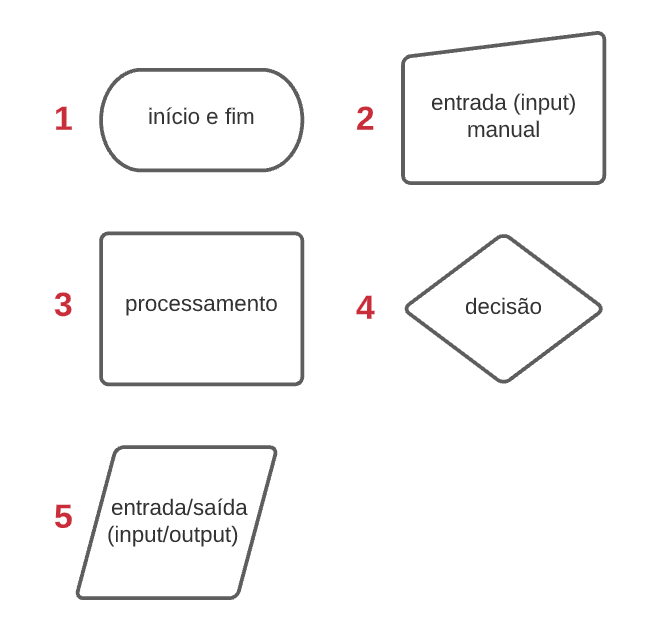 1
início e fim
2
entrada (input)
manual
3
processamento
4
decisão
5
entrada/saída
(input/output)